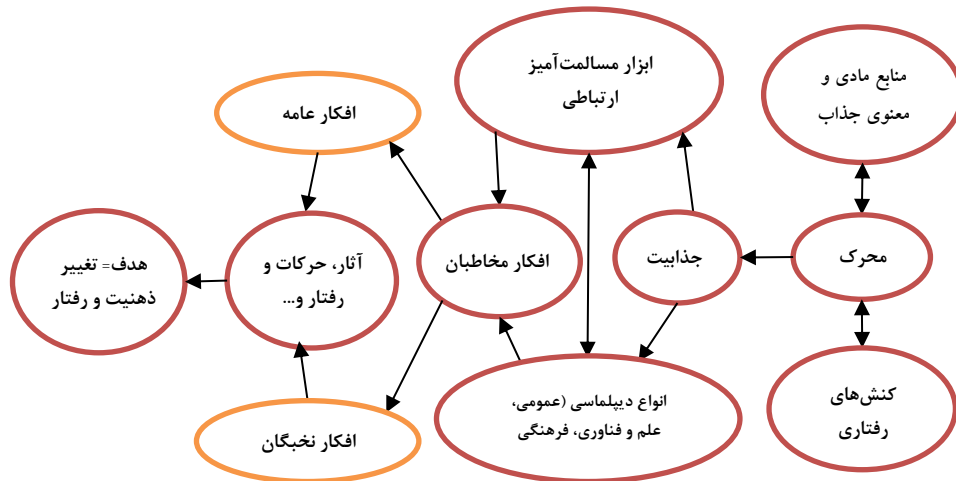 منابع مادی و
معنوی جذاب
محرک
کنش‌های
رفتاری
جذابیت
ابزار مسالمت‌آمیز
ارتباطی
انواع دیپلماسی (عمومی،
علم و فناوری، فرهنگی
افکار مخاطبان
افکار عامه
آثار، حرکات و
رفتار و...
افکار نخبگان
هدف= تغییر
ذهنیت و رفتار